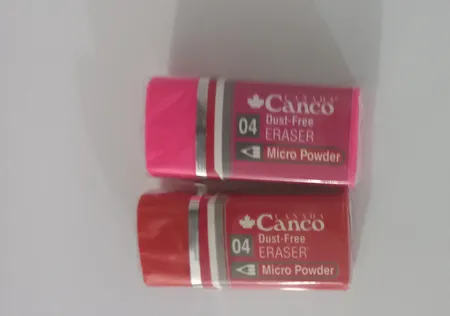 CANADA
Canco
Dust-Free
04
ERASER
Micro Powder
CANADA
Canco
Dust-Free
04
ERASER
Micro Powder